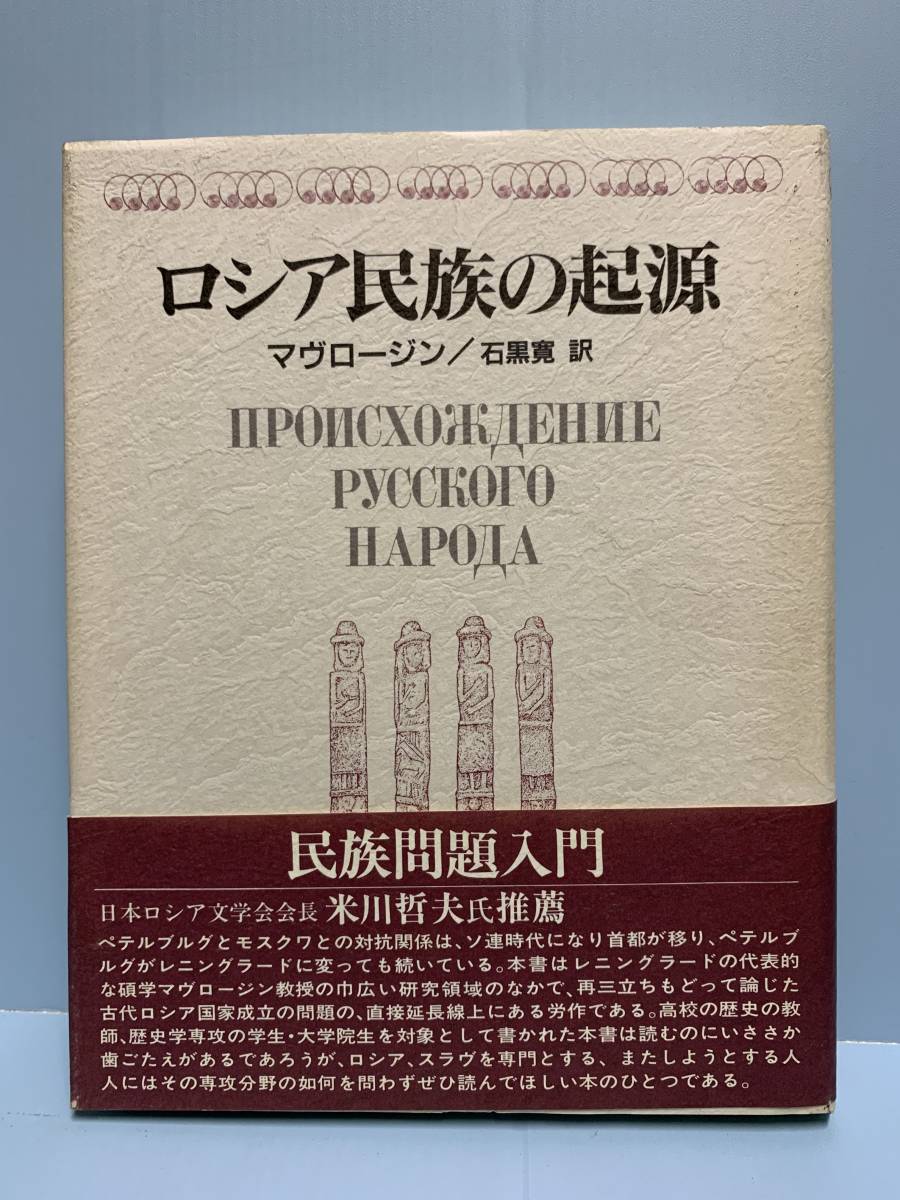 ロシア民族の起源
マヴロージン／石黒寛 訳
ПРОИСХОЖДЕНИЕ
РУССКОГО
НАРОДА
民族問題入門
日本ロシア文学会会長 米川哲夫氏推薦
ペテルブルグとモスクワとの対抗関係は、ソ連時代になり首都が移り、ペテルブ
ルグがレニングラードに変っても続いている。本書はレニングラードの代表的
な碩学マヴロージン教授の巾広い研究領域のなかで、再三立ちもどって論じた
古代ロシア国家成立の問題の、直接延長線上にある労作である。高校の歴史の教
師、歴史学専攻の学生・大学院生を対象として書かれた本書は読むのにいささか
歯ごたえがあるであろうが、ロシア、スラヴを専門とする、またしようとする人
人にはその専攻分野の如何を問わずぜひ読んでほしい本のひとつである。